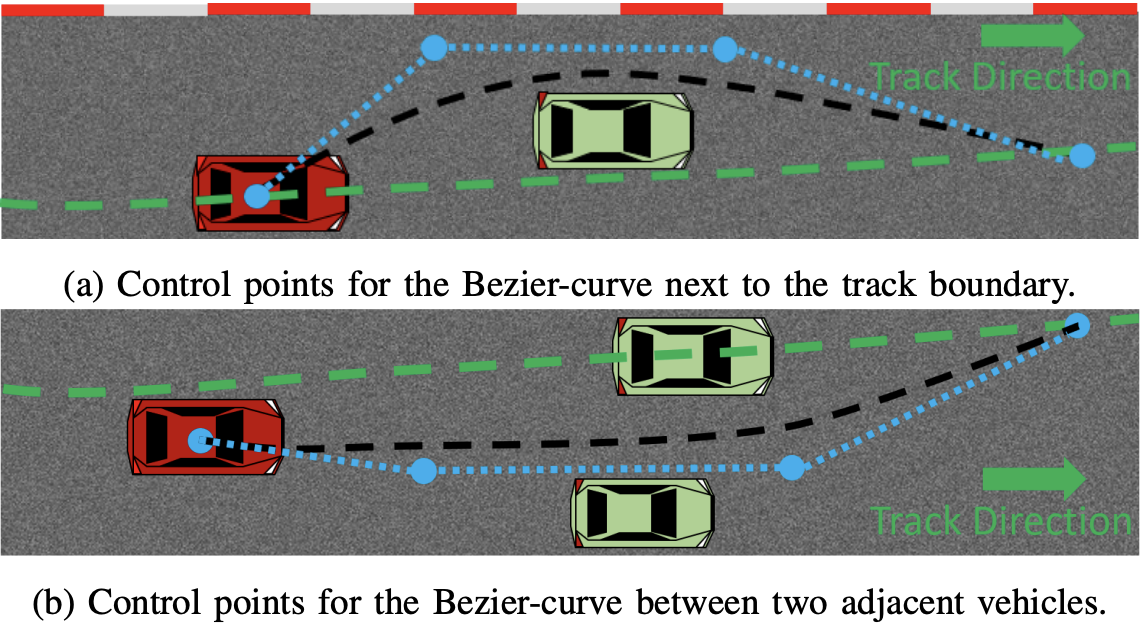 Track Direction
(a) Control points for the Bezier-curve next to the track boundary.
Track Direction
(b) Control points for the Bezier-curve between two adjacent vehicles.